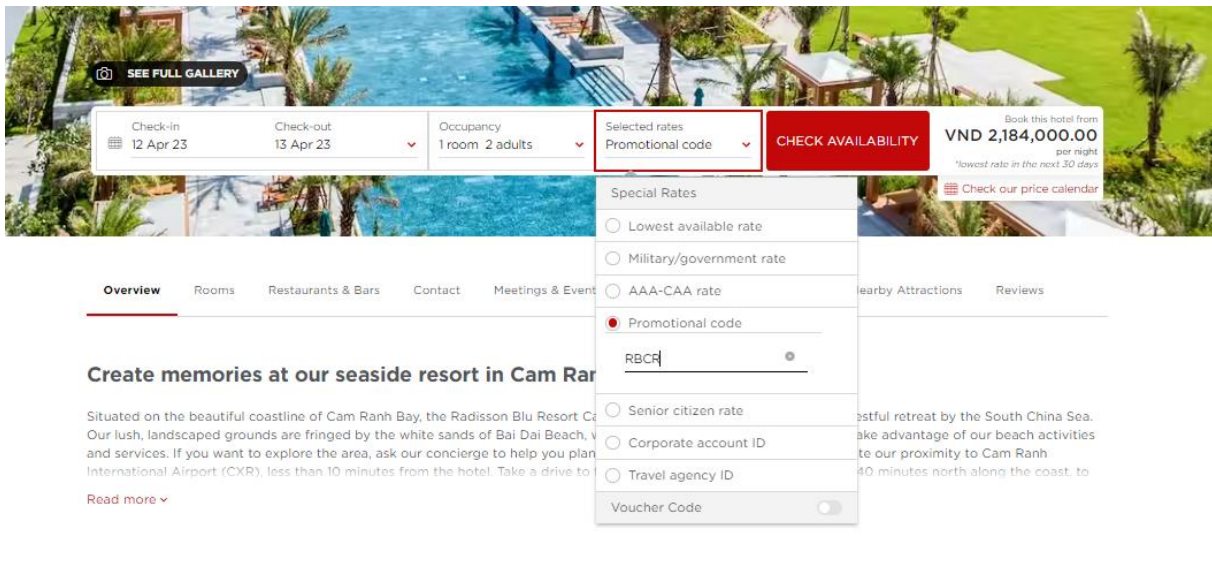 SEE FULL GALLERY
Check-in
12 Apr 23
Check-out
13 Apr 23
Occupancy
1 room 2 adults
Selected rates
Promotional code
CHECK AVAILABILITY
Book this hotel from
VND 2,184,000.00
per night
*lowest rate in the next 30 days
Check our price calendar
Special Rates
Lowest available rate
Military/government rate
AAA-CAA rate
Promotional code
RBCR
Senior citizen rate
Corporate account ID
Travel agency ID
Voucher Code
Overview Rooms Restaurants & Bars Contact Meetings & Event Attractions Reviews
Create memories at our seaside resort in Cam Ran
Situated on the beautiful coastline of Cam Ranh Bay, the Radisson Blu Resort Ca estful retreat by the South China Sea.
Our lush, landscaped grounds are fringed by the white sands of Bai Dai Beach, ake advantage of our beach activities
and services. If you want to explore the area, ask our concierge to help you plan te our proximity to Cam Ranh
International Airport (CXR), less than 10 minutes from the hotel. Take a drive to 40 minutes north along the coast, to
Read more